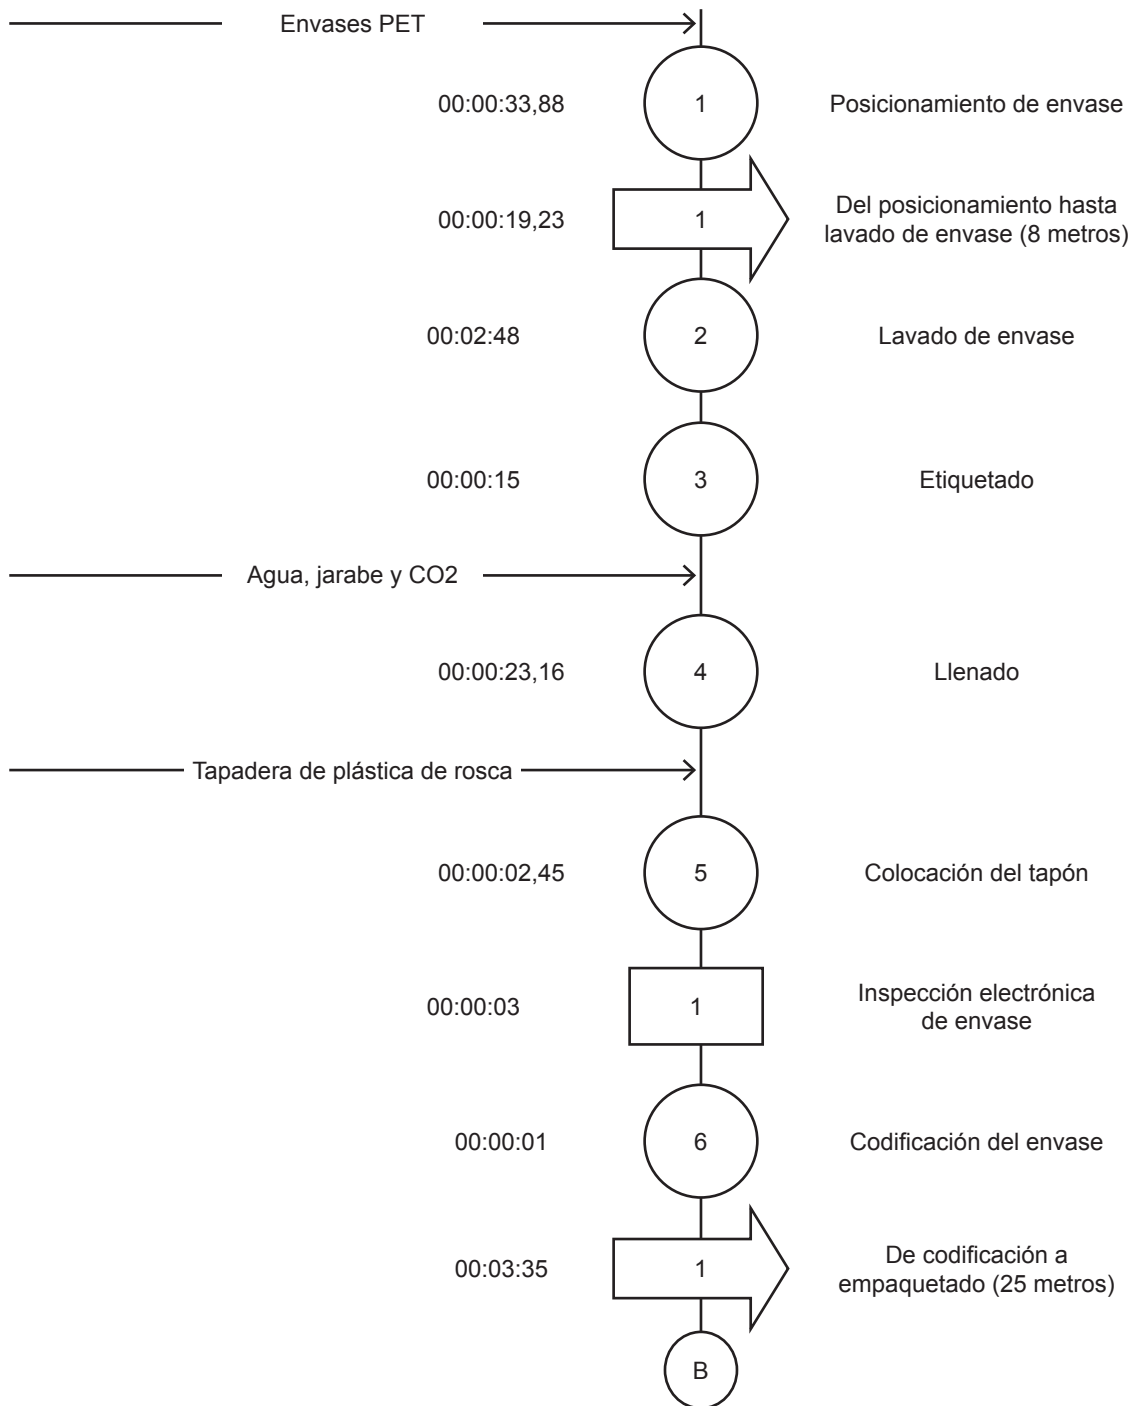 Envases PET
00:00:33,88
1
Posicionamiento de envase
00:00:19,23
1
Del posicionamiento hasta
lavado de envase (8 metros)
00:02:48
2
Lavado de envase
00:00:15
3
Etiquetado
Agua, jarabe y CO2
00:00:23,16
4
Llenado
Tapadera de plástica de rosca
00:00:02,45
5
Colocación del tapón
00:00:03
1
Inspección electrónica
de envase
00:00:01
6
Codificación del envase
00:03:35
1
De codificación a
empaquetado (25 metros)
B